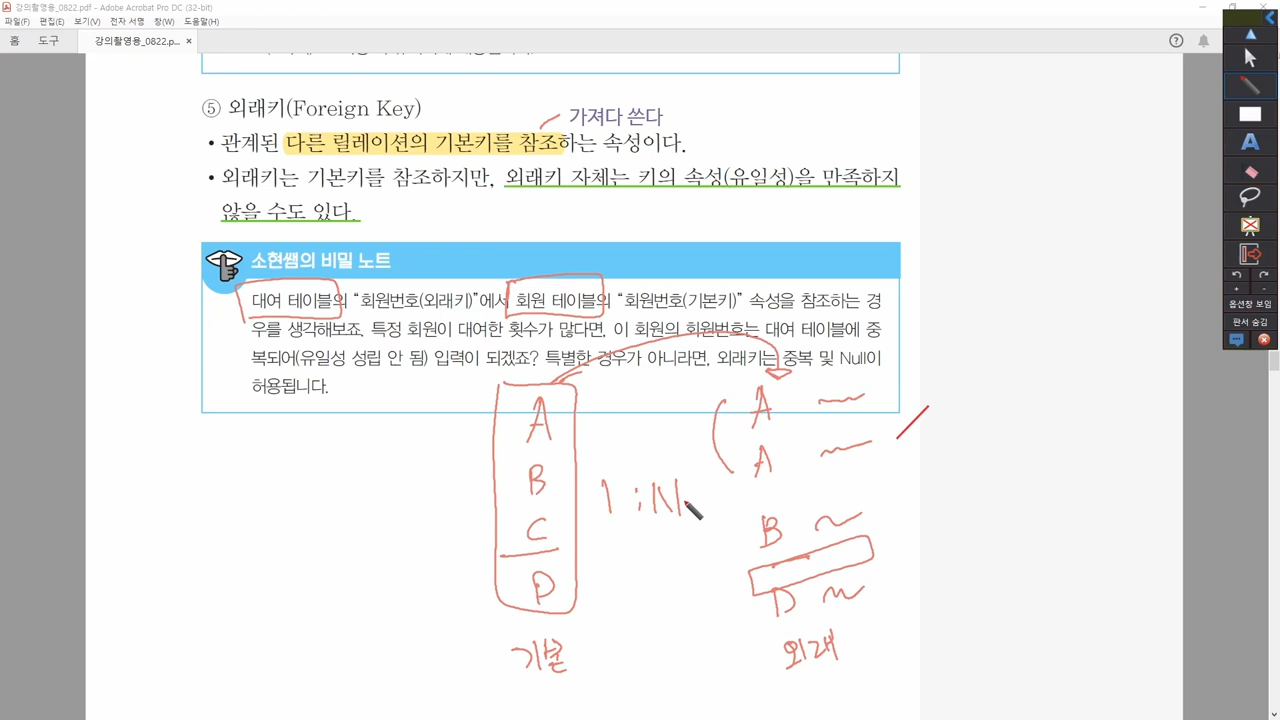 강의촬영용_0822.pdf - Adobe Acrobat Pro DC (32-bit)
파일(F) 편집(E) 보기(V) 전자 서명 창(W) 도움말(H)
홈 도구 강의촬영용_0822.p... ×
⑤ 외래키(Foreign Key)
가져다 쓴다
• 관계된 다른 릴레이션의 기본키를 참조하는 속성이다.
• 외래키는 기본키를 참조하지만, 외래키 자체는 키의 속성(유일성)을 만족하지
않을 수도 있다.
소현쌤의 비밀 노트
대여 테이블의 “회원번호(외래키)”에서 회원 테이블의 “회원번호(기본키)” 속성을 참조하는 경
우를 생각해보죠. 특정 회원이 대여한 횟수가 많다면, 이 회원의 회원번호는 대여 테이블에 중
복되어(유일성 성립 안 됨) 입력이 되겠죠? 특별한 경우가 아니라면, 외래키는 중복 및 Null이
허용됩니다.
A
B
C
D
기본
1 : N
A
A
B
D
외래
옵션창 보임
판서 숨김